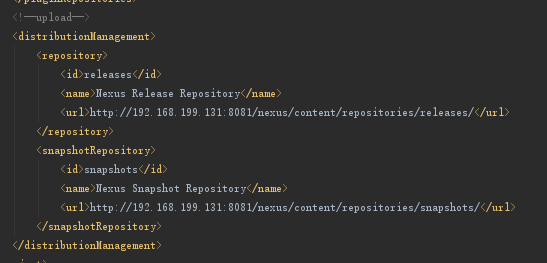 </pluginRepositories>
<!--upload-->
<distributionManagement>
<repository>
<id>releases</id>
<name>Nexus Release Repository</name>
<url>http://192.168.199.131:8081/nexus/content/repositories/releases/</url>
</repository>
<snapshotRepository>
<id>snapshots</id>
<name>Nexus Snapshot Repository</name>
<url>http://192.168.199.131:8081/nexus/content/repositories/snapshots/</url>
</snapshotRepository>
</distributionManagement>